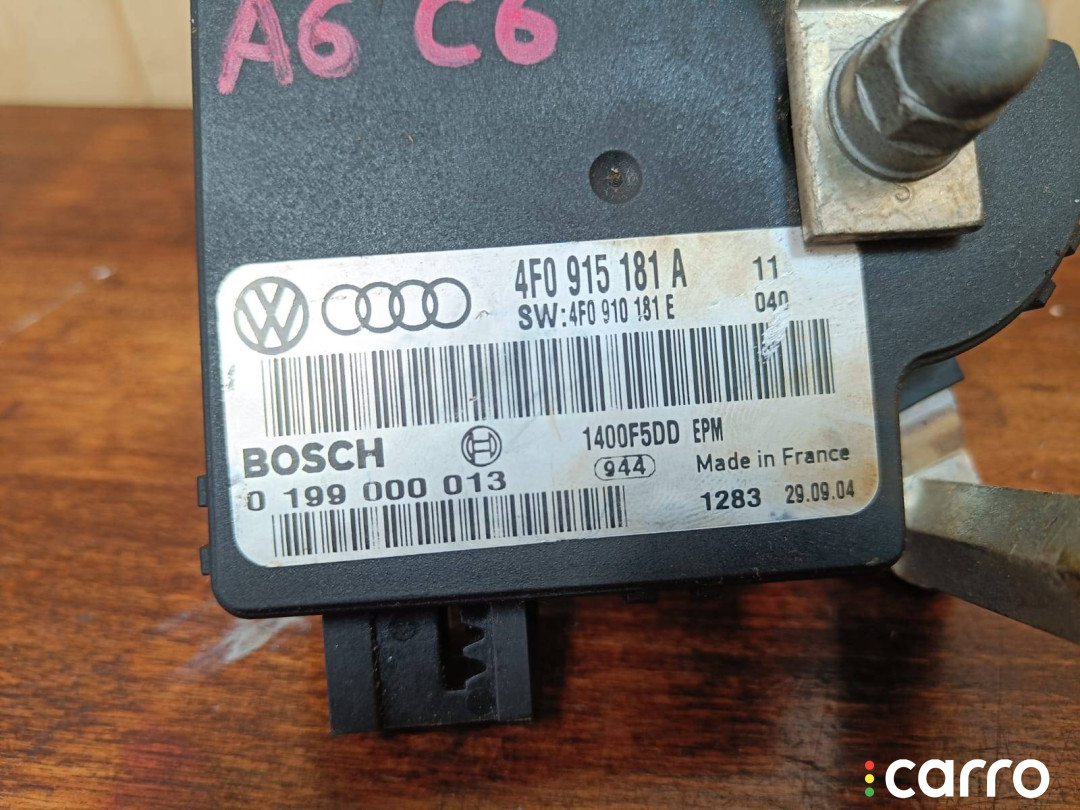 A6 C6
4F0 915 181 A 11
SW:4F0 910 181 E 040
BOSCH 1400F5DD EPM
944 Made in France
0 199 000 013
1283 29.09.04
carro